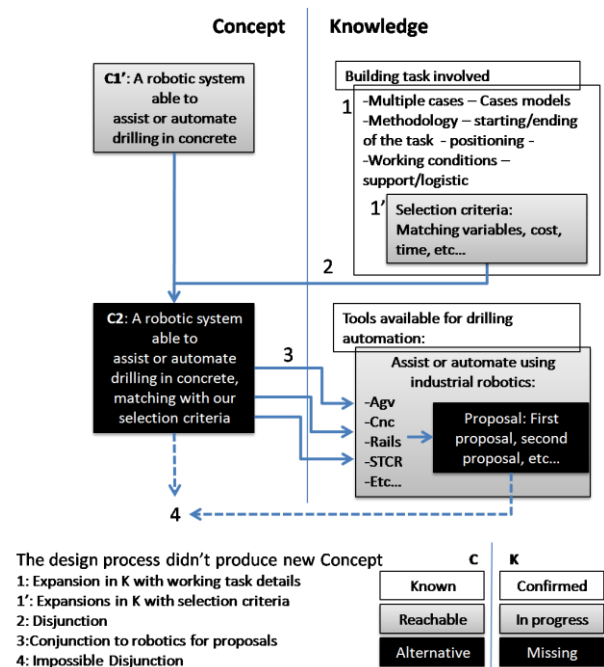 Concept
Knowledge
C1’: A robotic system
able to
assist or automate
drilling in concrete
Building task involved
1
-Multiple cases – Cases models
-Methodology – starting/ending
of the task - positioning -
-Working conditions –
support/logistic
1’
Selection criteria:
Matching variables, cost,
time, etc...
2
C2: A robotic system
able to
assist or automate
drilling in concrete,
matching with our
selection criteria
3
Tools available for drilling
automation:
Assist or automate using
industrial robotics:
-Agv
-Cnc
-Rails
-STCR
-Etc...
Proposal: First
proposal, second
proposal, etc...
4
The design process didn’t produce new Concept
1: Expansion in K with working task details
1’: Expansions in K with selection criteria
2: Disjunction
3:Conjunction to robotics for proposals
4: Impossible Disjunction
C
K
Known
Confirmed
Reachable
In progress
Alternative
Missing